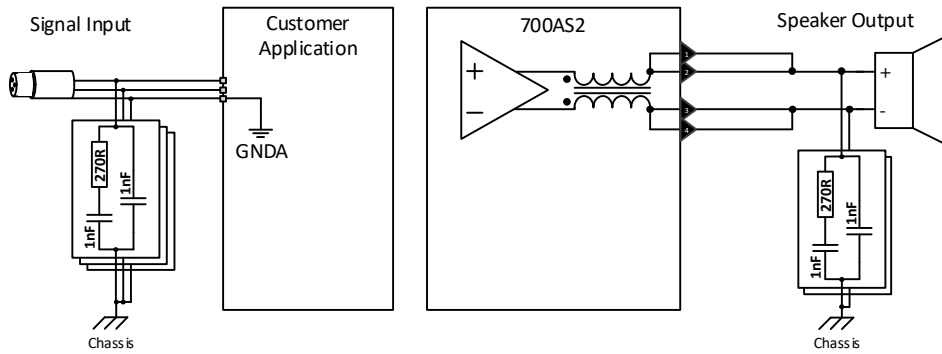 Signal Input
Customer
Application
GNDA
270R
1nF
1nF
Chassis
700AS2
+
−
1
2
3
4
Speaker Output
+
-
270R
1nF
1nF
Chassis